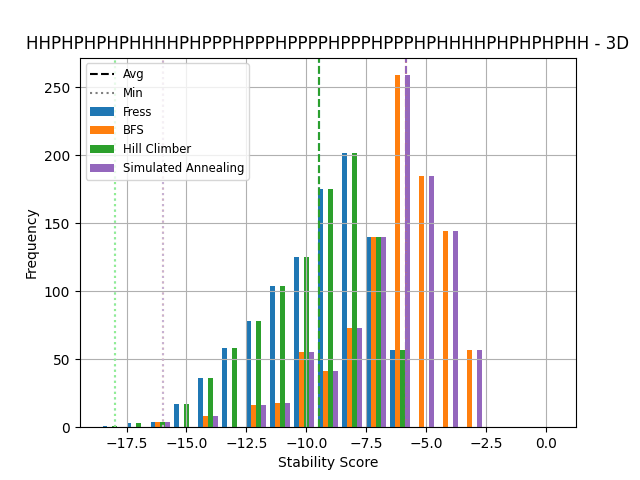 HHPHPHPHPHHHHPHPPPHPPPHPPPPHPPPHPPPHPHHHHPHPHPHPHH - 3D
Avg
Min
Fress
BFS
Hill Climber
Simulated Annealing
Frequency
250
200
150
100
50
0
−17.5 −15.0 −12.5 −10.0 −7.5 −5.0 −2.5 0.0
Stability Score